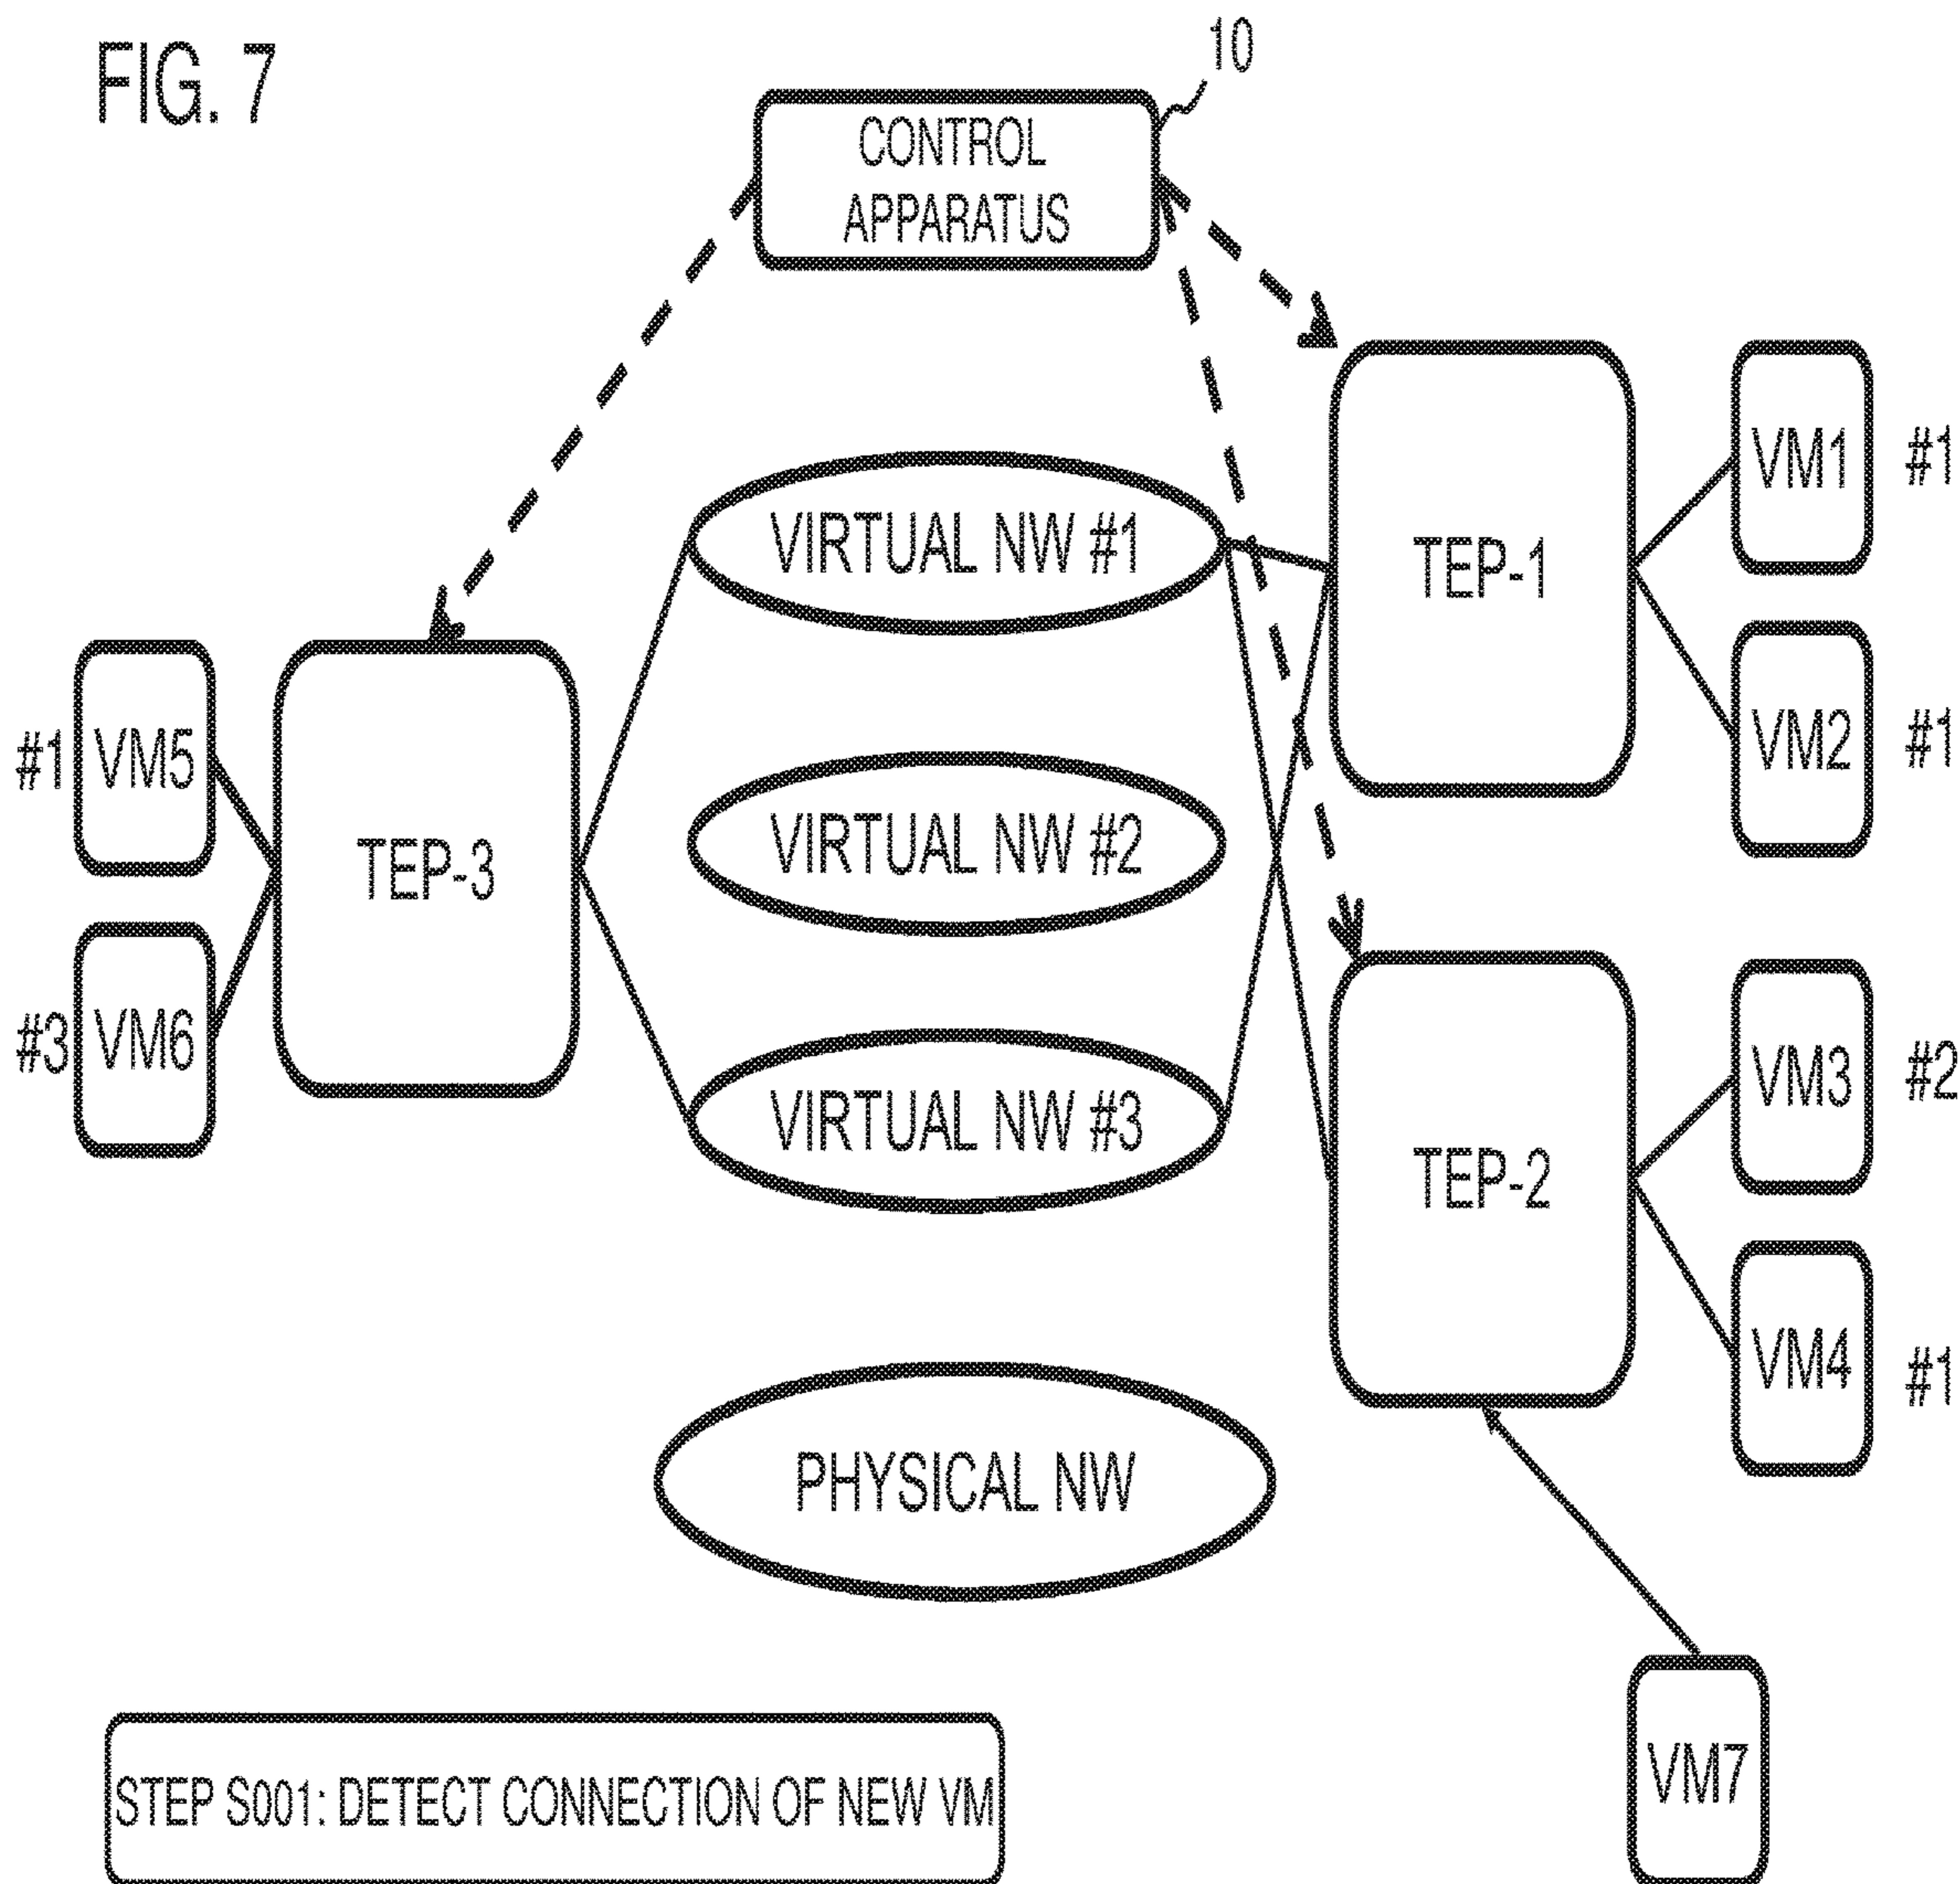 FIG. 7
10
CONTROL
APPARATUS
VIRTUAL NW #1
TEP-1
VM1
#1
VM2
#1
#1
VM5
TEP-3
VIRTUAL NW #2
#3
VM6
VIRTUAL NW #3
TEP-2
VM3
#2
VM4
#1
PHYSICAL NW
VM7
STEP S001: DETECT CONNECTION OF NEW VM